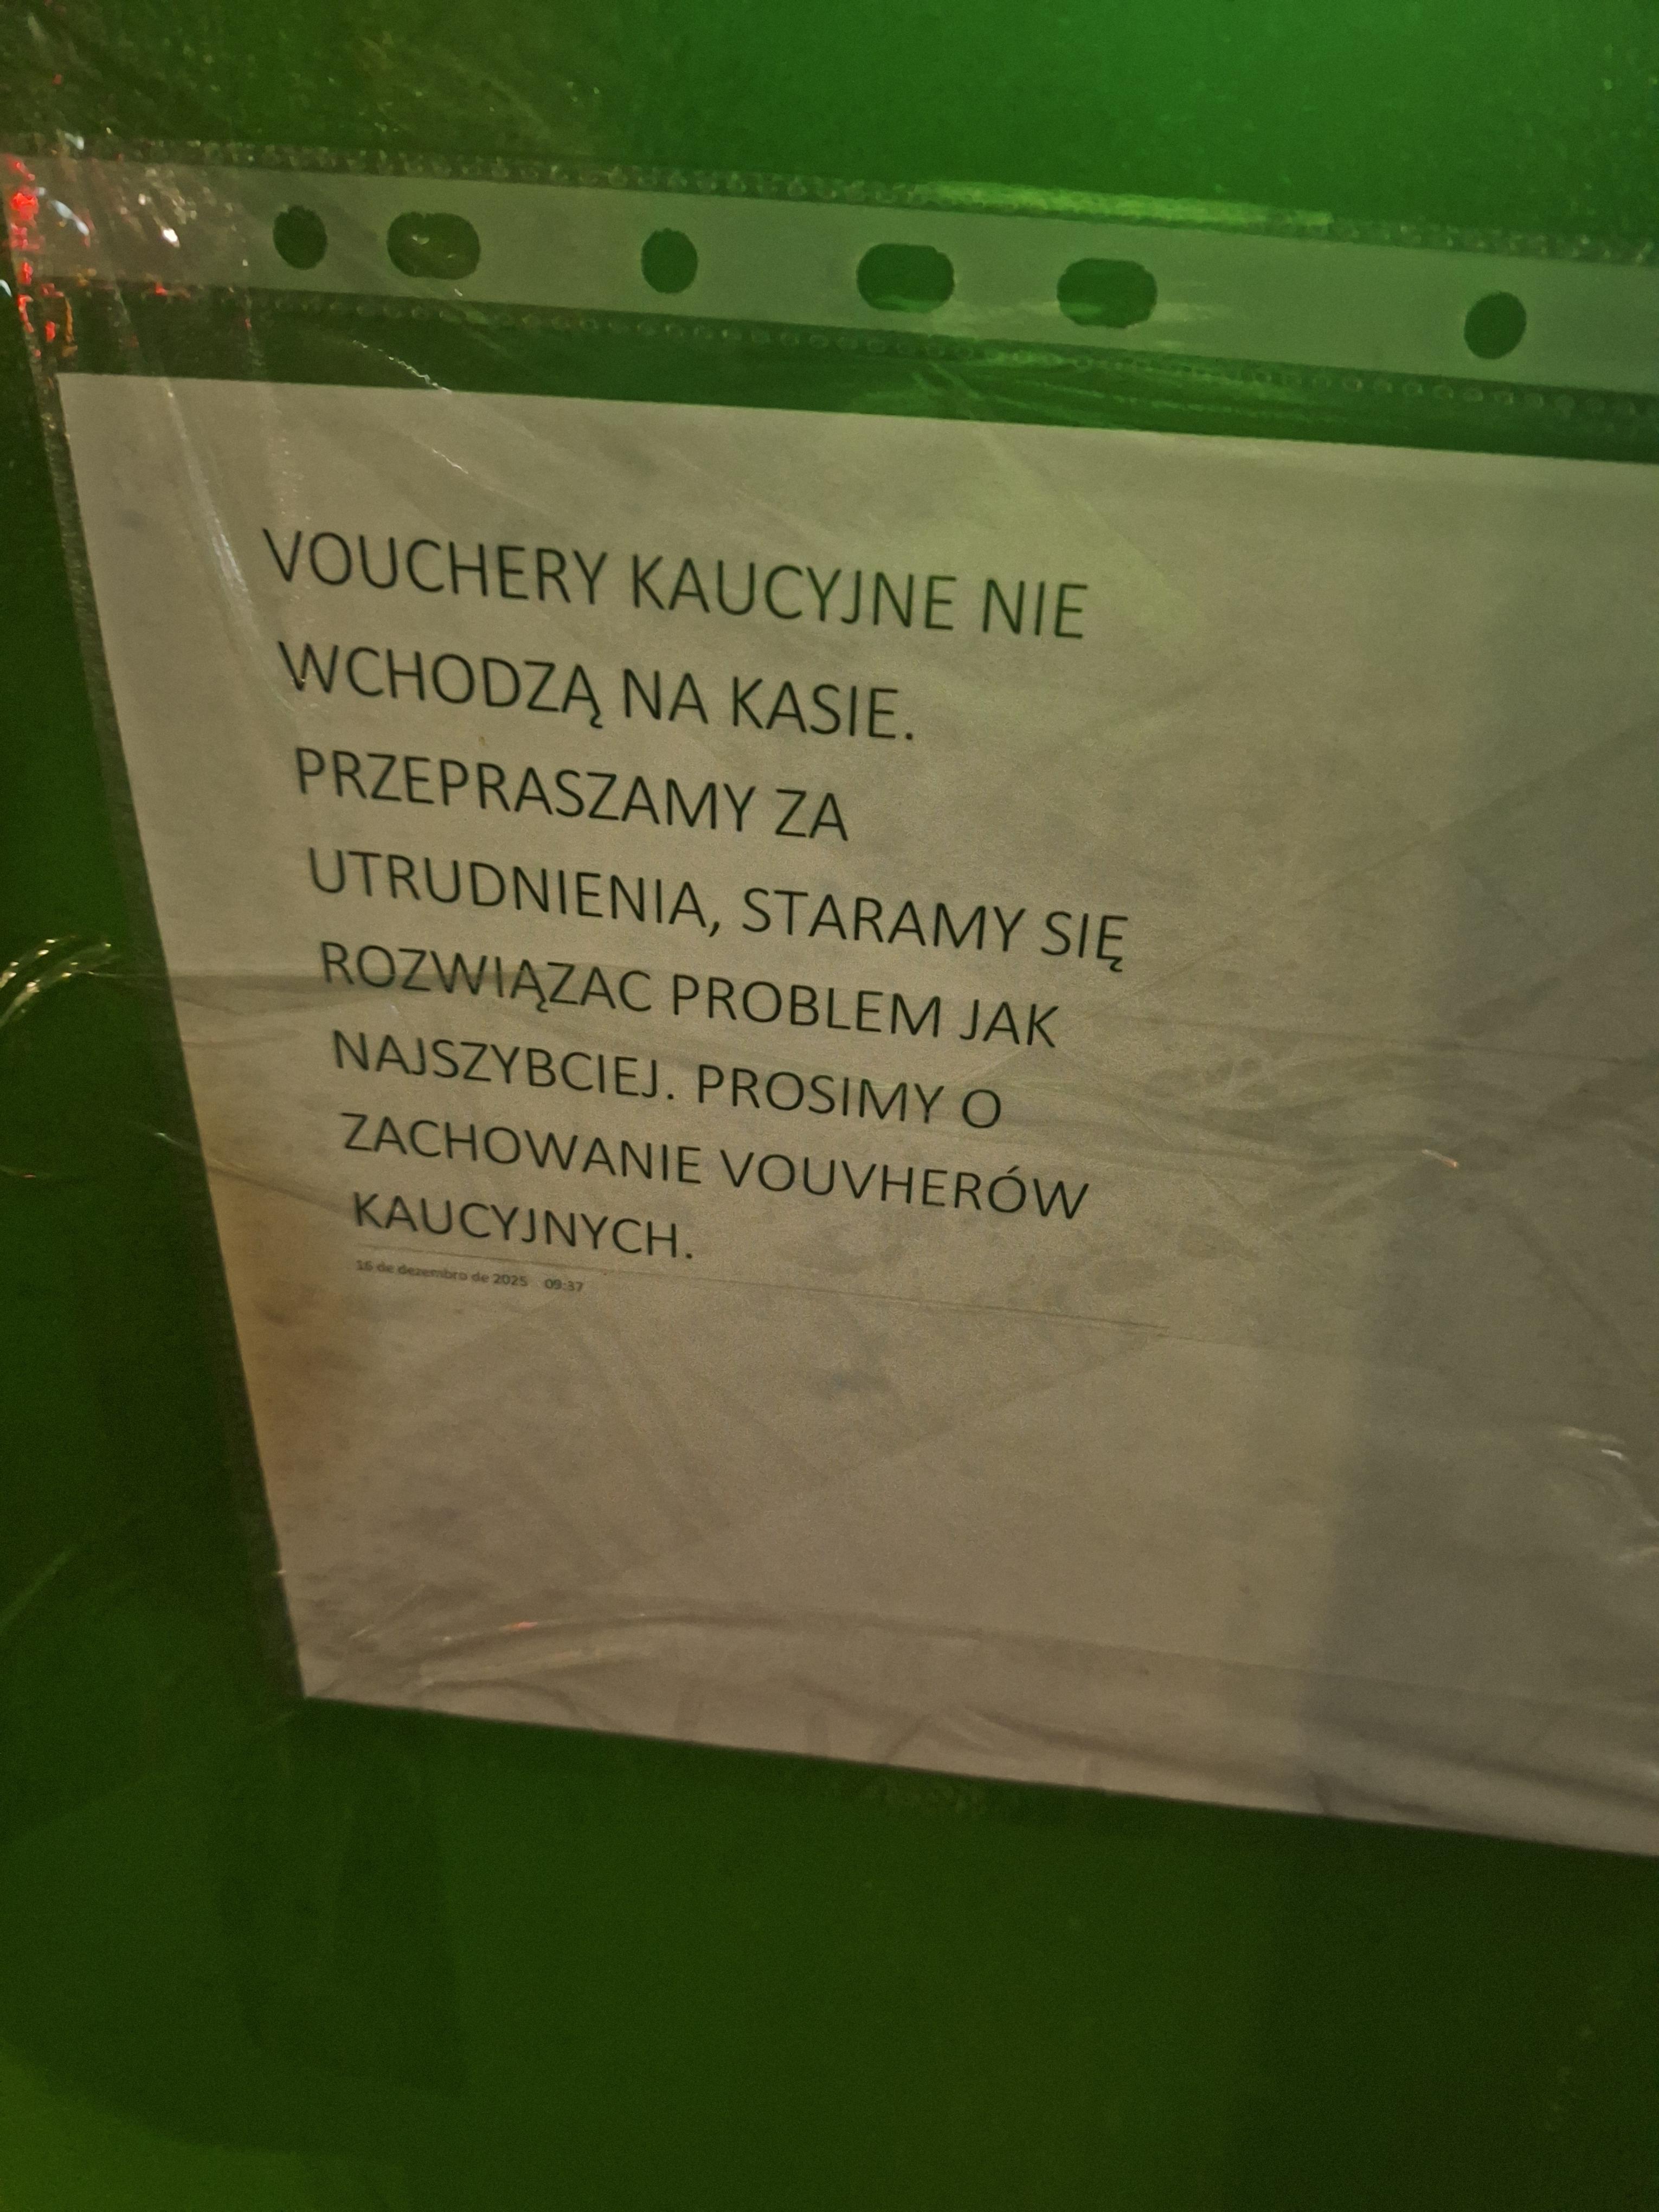 VOUCHERY KAUCYJNE NIE
WCHODZĄ NA KASIE.
PRZEPRASZAMY ZA
UTRUDNIENIA, STARAMY SIĘ
ROZWIĄZAC PROBLEM JAK
NAJSZYBCIEJ. PROSIMY O
ZACHOWANIE VOUVHERÓW
KAUCYJNYCH.
16 de dezembro de 2025 09:37